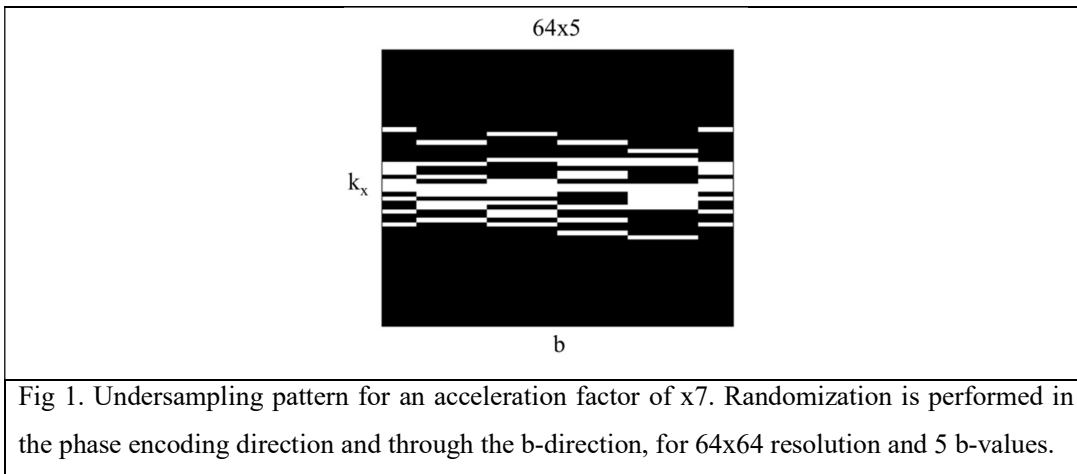 64x5
kx
b
Fig 1. Undersampling pattern for an acceleration factor of x7. Randomization is performed in
the phase encoding direction and through the b-direction, for 64x64 resolution and 5 b-values.